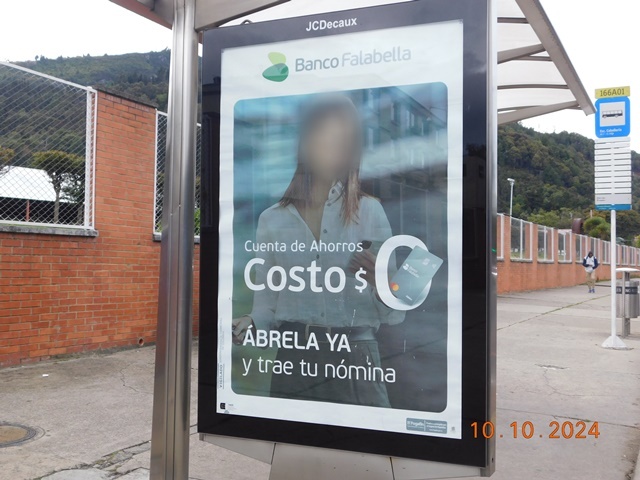 JCDecaux
Banco Falabella
Cuenta de Ahorros
Costo $0
ÁBRELA YA
y trae tu nómina
166A01
10.10.2024